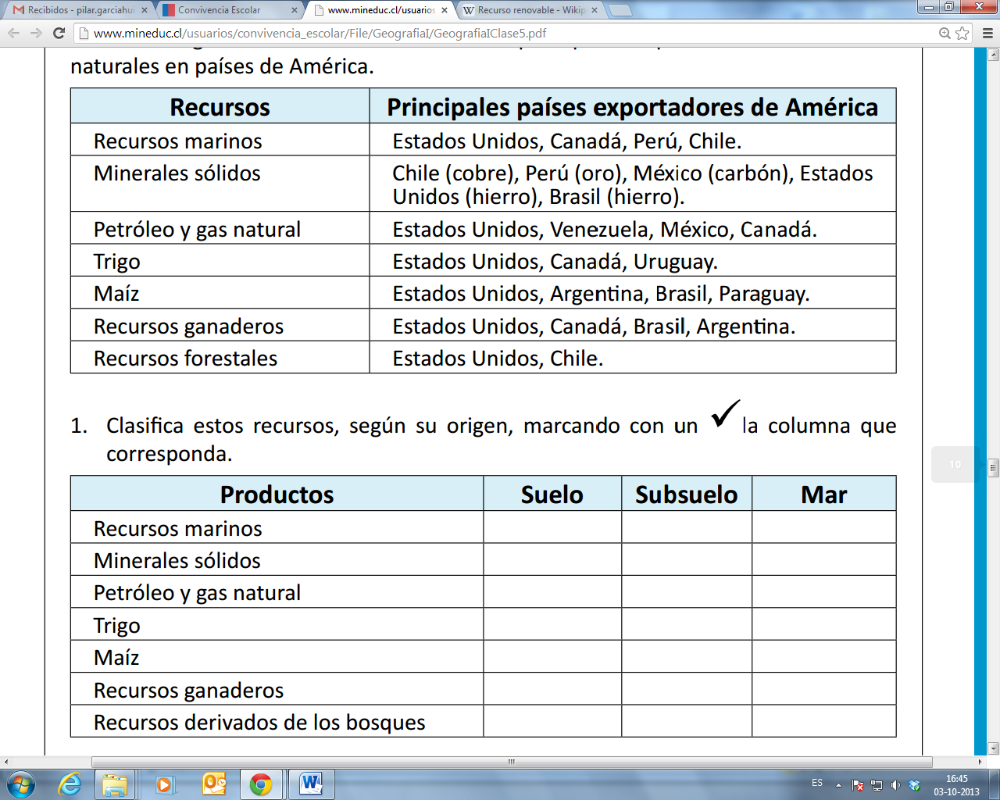 Recibidos - pilar.garciahui
Convivencia Escolar
www.mineduc.cl/usuarios
Recurso renovable - Wikip
www.mineduc.cl/usuarios/convivencia_escolar/File/GeografiaI/GeografiaIClase5.pdf
naturales en países de América.
Recursos Principales países exportadores de América
Recursos marinos Estados Unidos, Canadá, Perú, Chile.
Minerales sólidos Chile (cobre), Perú (oro), México (carbón), Estados
Unidos (hierro), Brasil (hierro).
Petróleo y gas natural Estados Unidos, Venezuela, México, Canadá.
Trigo Estados Unidos, Canadá, Uruguay.
Maíz Estados Unidos, Argentina, Brasil, Paraguay.
Recursos ganaderos Estados Unidos, Canadá, Brasil, Argentina.
Recursos forestales Estados Unidos, Chile.
1. Clasifica estos recursos, según su origen, marcando con un ✓ la columna que
corresponda.
10
Productos Suelo Subsuelo Mar
Recursos marinos
Minerales sólidos
Petróleo y gas natural
Trigo
Maíz
Recursos ganaderos
Recursos derivados de los bosques
ES
16:45
03-10-2013